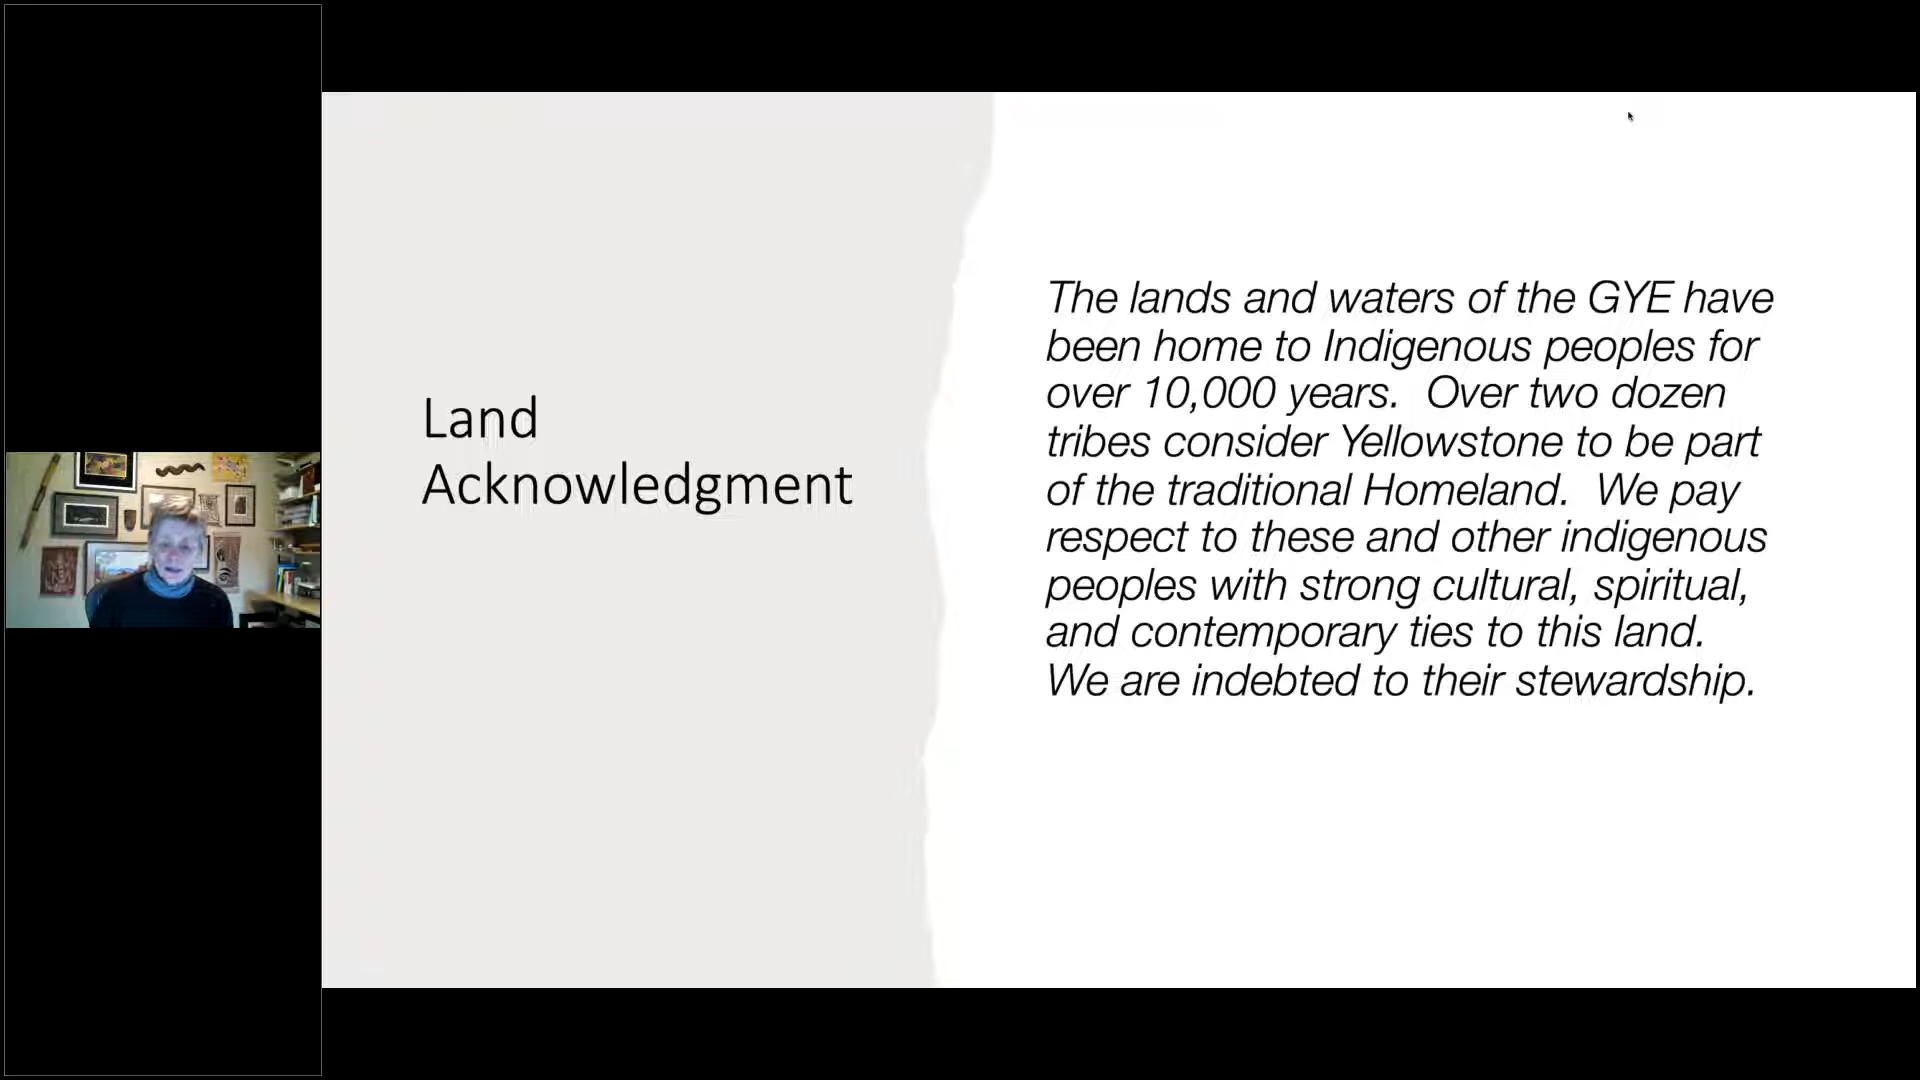 Land
Acknowledgment
The lands and waters of the GYE have
been home to Indigenous peoples for
over 10,000 years.  Over two dozen
tribes consider Yellowstone to be part
of the traditional Homeland.  We pay
respect to these and other indigenous
peoples with strong cultural, spiritual,
and contemporary ties to this land.
We are indebted to their stewardship.